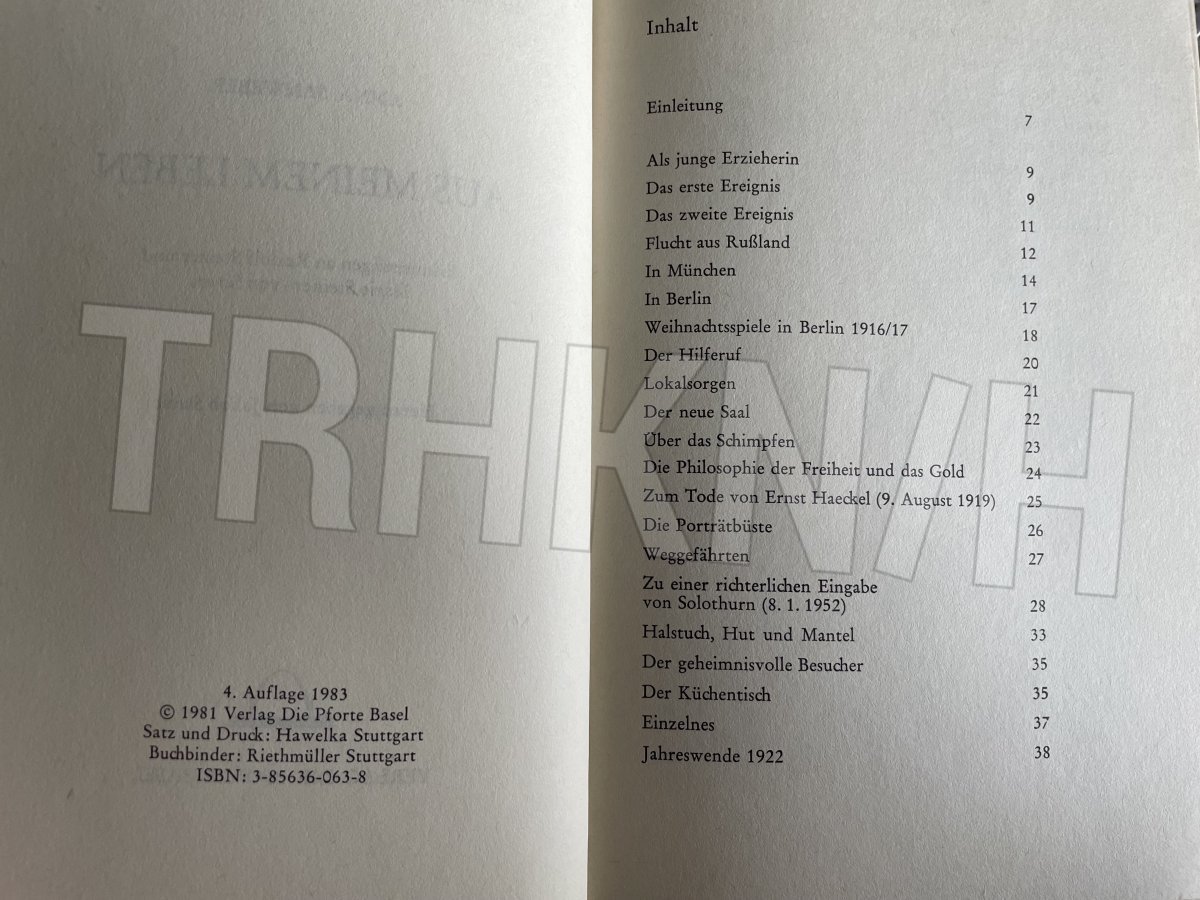 4. Auflage 1983
© 1981 Verlag Die Pforte Basel
Satz und Druck: Hawelka Stuttgart
Buchbinder: Riethmüller Stuttgart
ISBN: 3-85636-063-8
Inhalt
Einleitung 7
Als junge Erzieherin 9
Das erste Ereignis 9
Das zweite Ereignis 11
Flucht aus Rußland 12
In München 14
In Berlin 17
Weihnachtsspiele in Berlin 1916/17 18
Der Hilferuf 20
Lokalsorgen 21
Der neue Saal 22
Über das Schimpfen 23
Die Philosophie der Freiheit und das Gold 24
Zum Tode von Ernst Haeckel (9. August 1919) 25
Die Porträtbüste 26
Weggefährten 27
Zu einer richterlichen Eingabe
von Solothurn (8. 1. 1952) 28
Halstuch, Hut und Mantel 33
Der geheimnisvolle Besucher 35
Der Küchentisch 35
Einzelnes 37
Jahreswende 1922 38
TRHKN/H
AUS MEINEM LEBEN